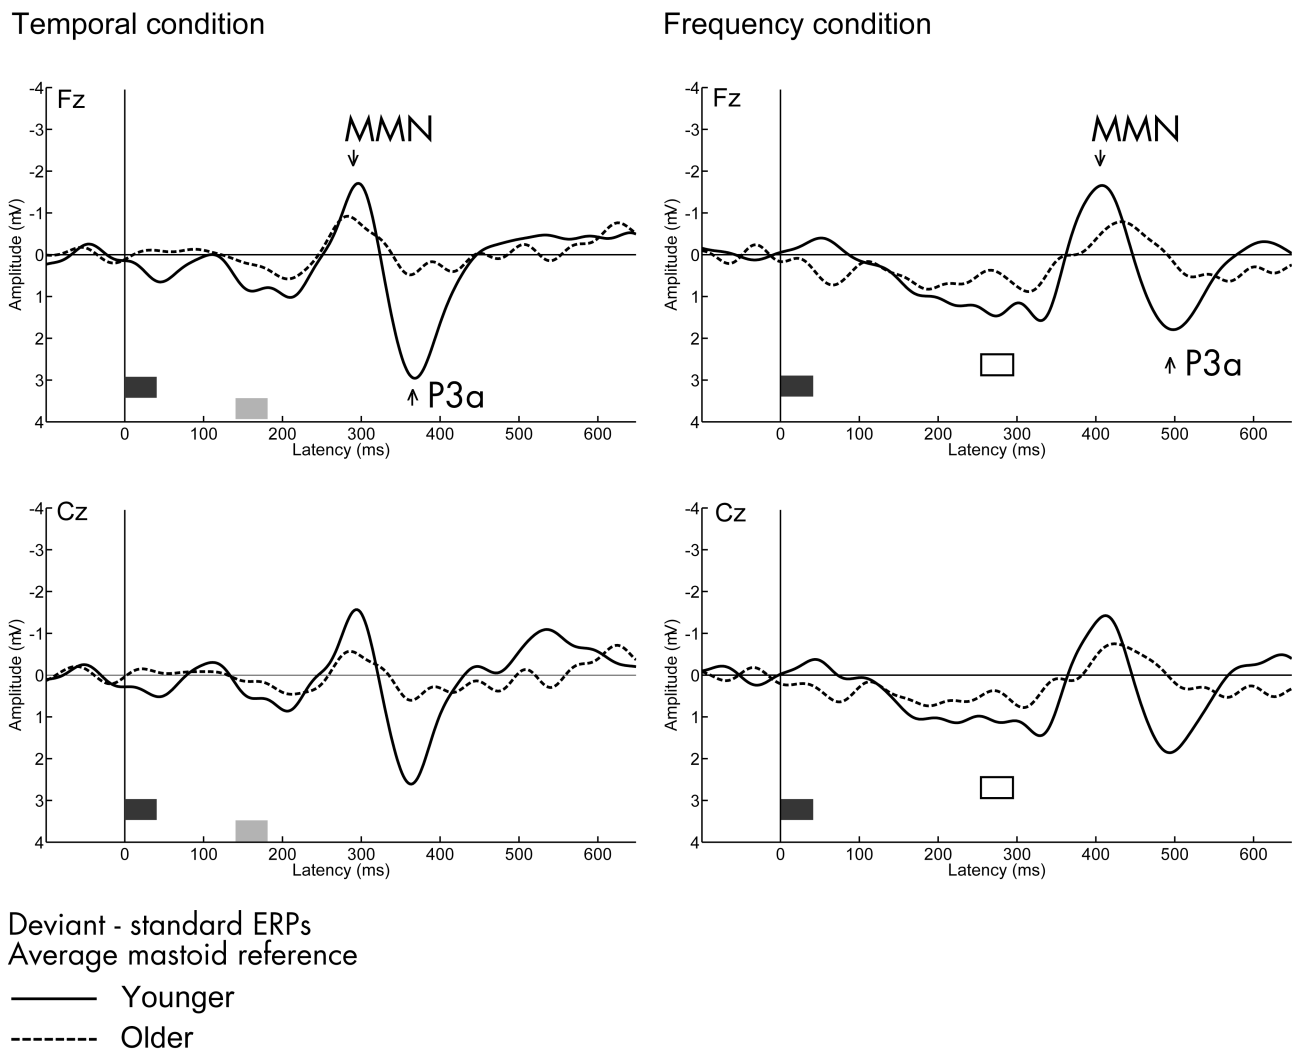 Temporal condition
Frequency condition
Fz
MMN
P3a
-4
-3
-2
-1
0
1
2
3
4
Amplitude (mV)
0 100 200 300 400 500 600
Latency (ms)
Fz
MMN
P3a
-4
-3
-2
-1
0
1
2
3
4
Amplitude (mV)
0 100 200 300 400 500 600
Latency (ms)
Cz
-4
-3
-2
-1
0
1
2
3
4
Amplitude (mV)
0 100 200 300 400 500 600
Latency (ms)
Cz
-4
-3
-2
-1
0
1
2
3
4
Amplitude (mV)
0 100 200 300 400 500 600
Latency (ms)
Deviant - standard ERPs
Average mastoid reference
Younger
Older